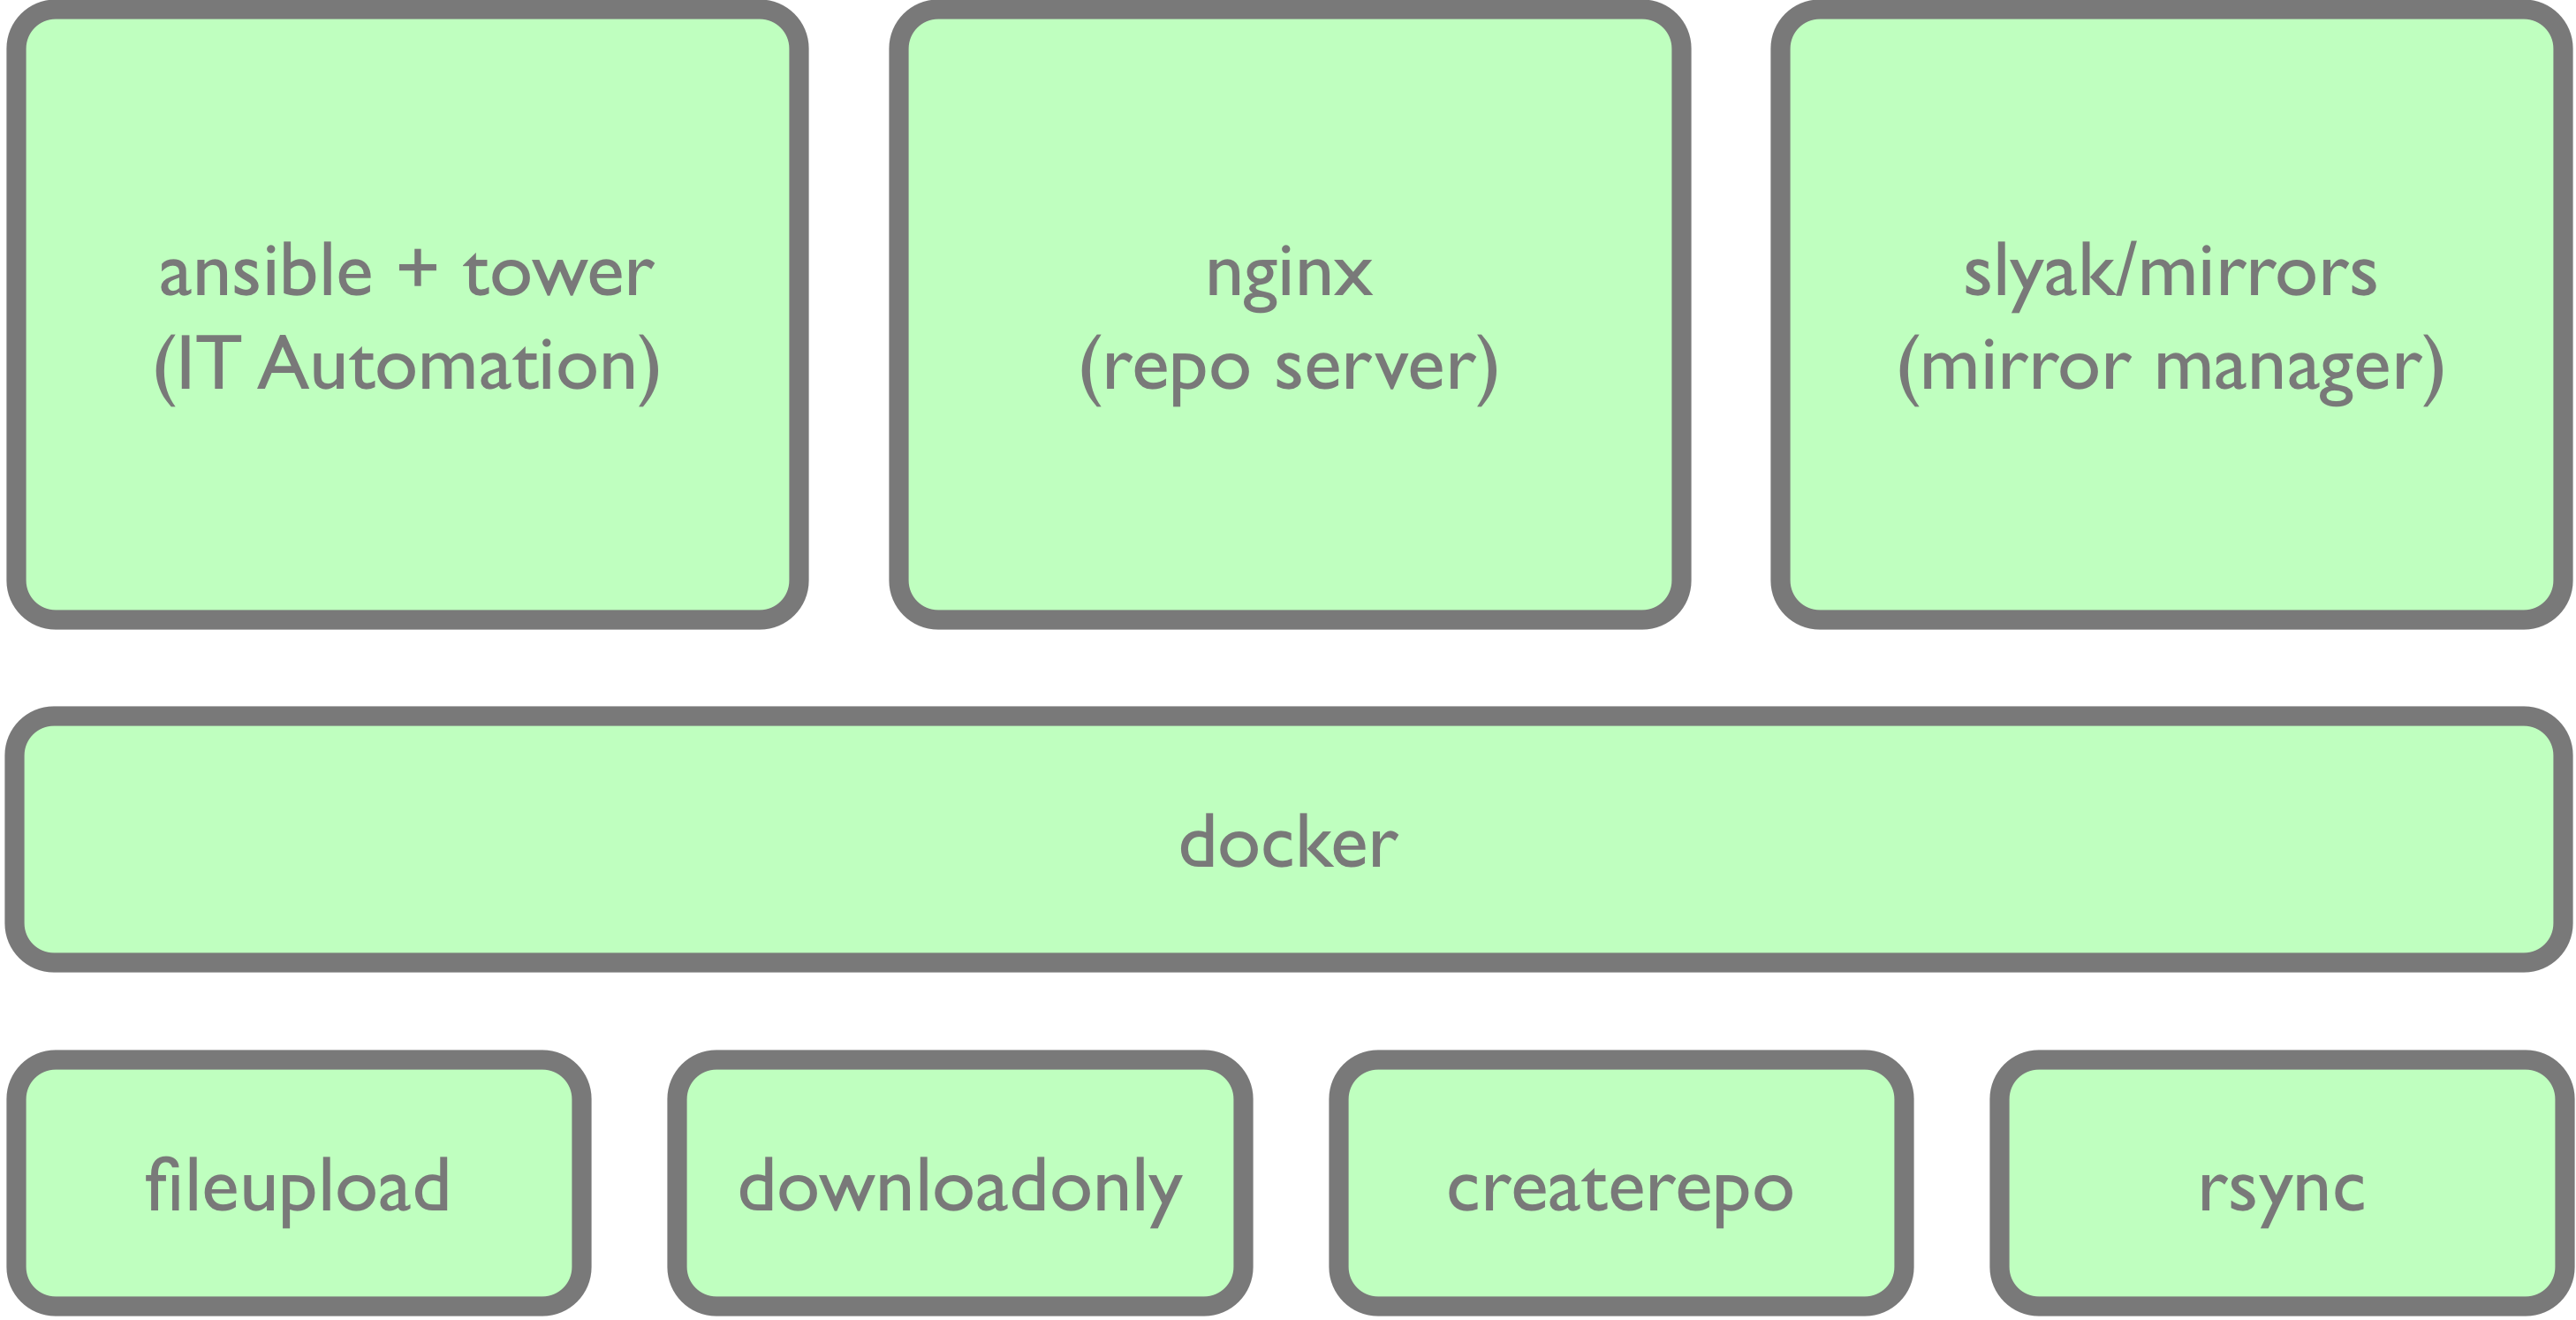 ansible + tower
(IT Automation)
nginx
(repo server)
slyak/mirrors
(mirror manager)
docker
fileupload
downloadonly
createrepo
rsync